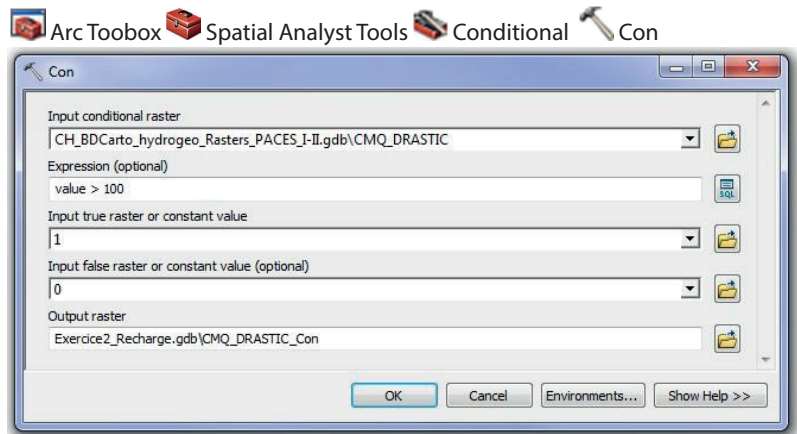 Arc Toobox Spatial Analyst Tools Conditional Con
Con
Input conditional raster
CH_BDCarto_hydrogeo_Rasters_PACES_I-II.gdb\CMQ_DRASTIC
Expression (optional)
value > 100
SQL
Input true raster or constant value
1
Input false raster or constant value (optional)
0
Output raster
Exercice2_Recharge.gdb\CMQ_DRASTIC_Con
OK Cancel Environments... Show Help >>